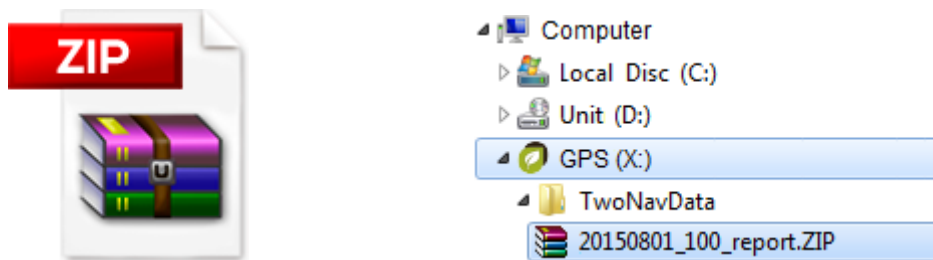 ZIP
Computer
Local Disc (C:)
Unit (D:)
GPS (X:)
TwoNavData
20150801_100_report.ZIP